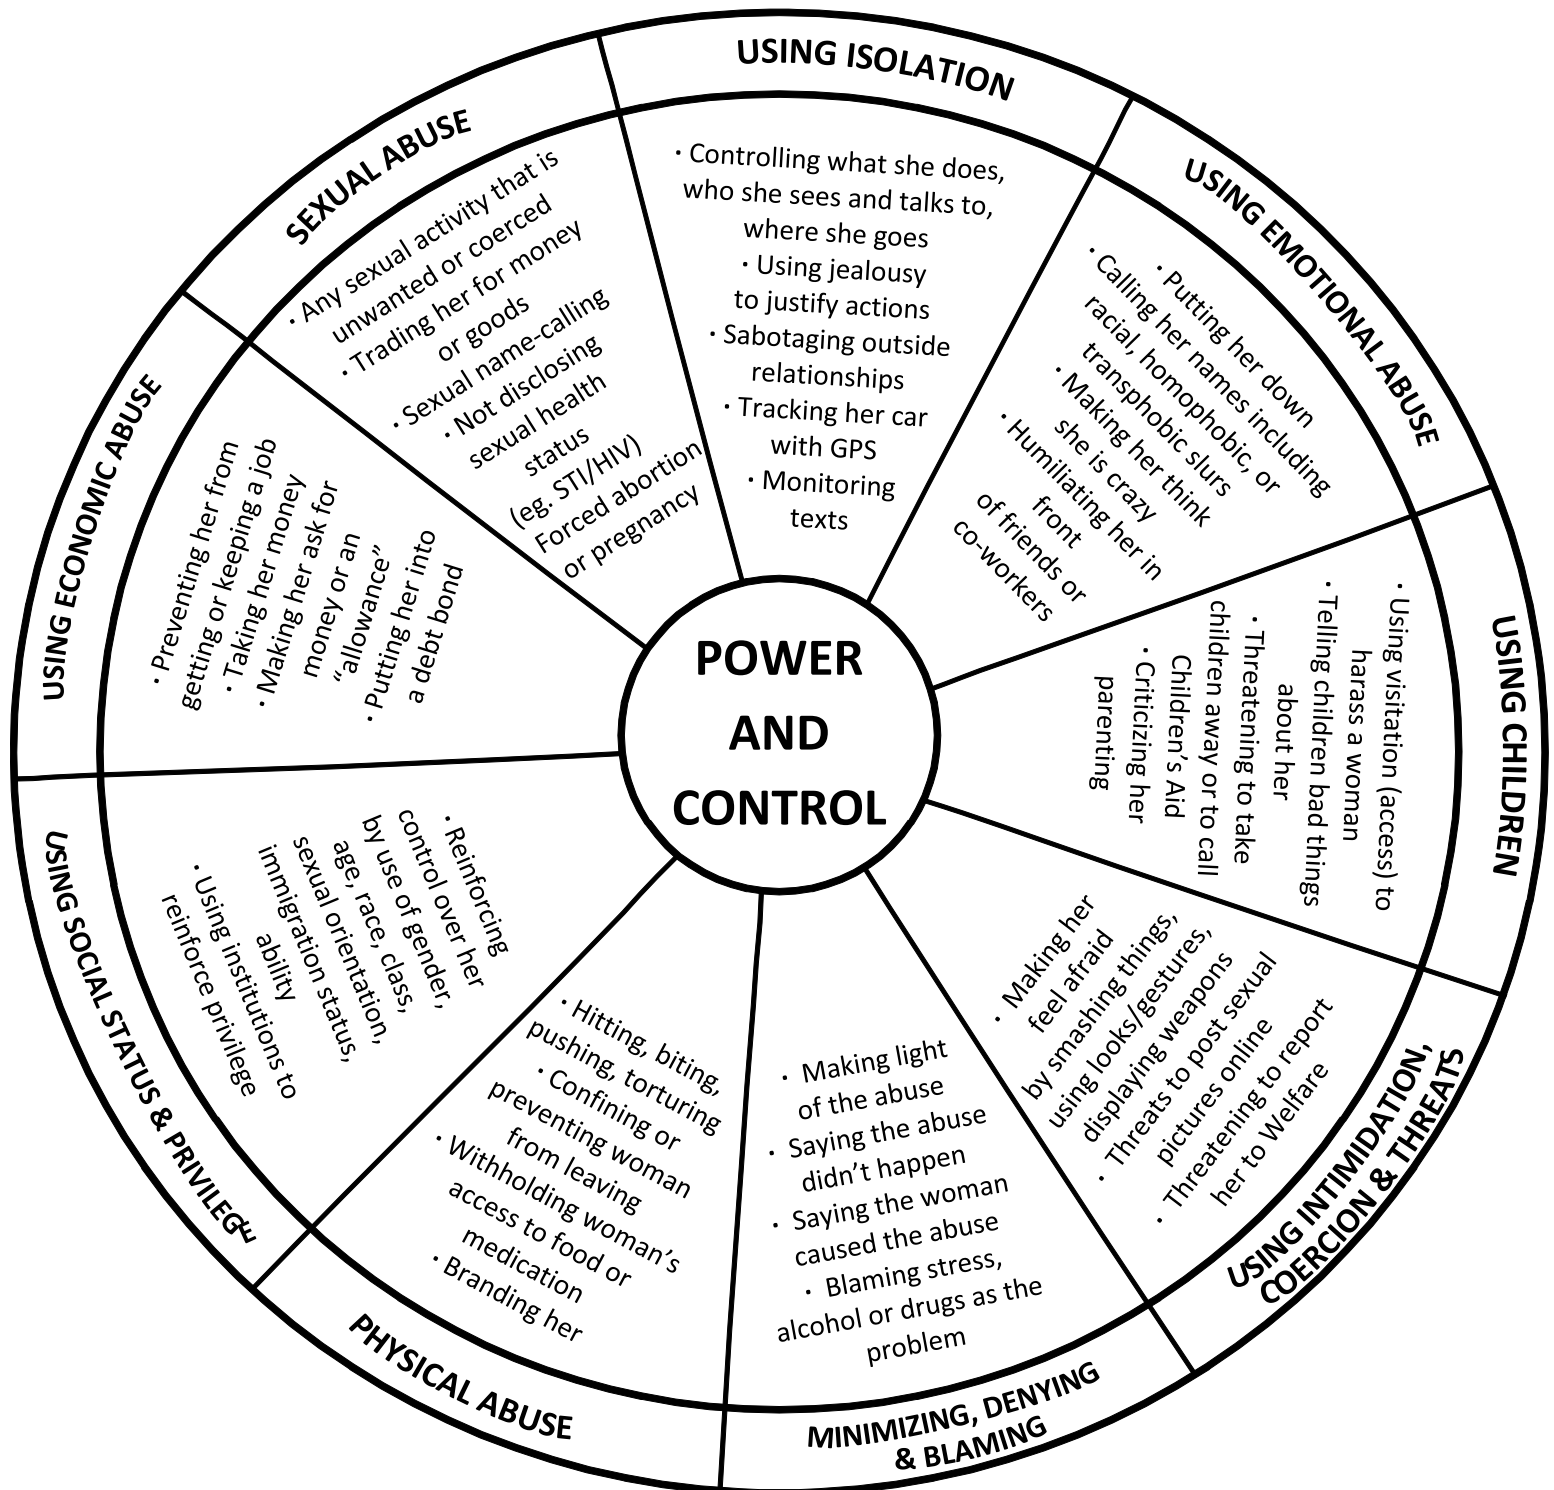 POWER
AND
CONTROL
USING ISOLATION
· Controlling what she does,
who she sees and talks to,
where she goes
· Using jealousy
to justify actions
· Sabotaging outside
relationships
· Tracking her car
with GPS
· Monitoring
texts
USING EMOTIONAL ABUSE
· Putting her down
· Calling her names including
racial, homophobic, or
transphobic slurs
· Making her think
she is crazy
· Humiliating her in
front
of friends or
co-workers
USING CHILDREN
· Using visitation (access) to
harass a woman
· Telling children bad things
about her
· Threatening to take
children away or to call
Children’s Aid
· Criticizing her
parenting
USING INTIMIDATION,
COERCION & THREATS
· Making her
feel afraid
by smashing things,
using looks/gestures,
displaying weapons
· Threats to post sexual
pictures online
· Threatening to report
her to Welfare
MINIMIZING, DENYING
& BLAMING
· Making light
of the abuse
· Saying the abuse
didn’t happen
· Saying the woman
caused the abuse
· Blaming stress,
alcohol or drugs as the
problem
PHYSICAL ABUSE
· Hitting, biting,
pushing, torturing
· Confining or
preventing woman
from leaving
· Withholding woman’s
access to food or
medication
· Branding her
USING SOCIAL STATUS & PRIVILEGE
· Reinforcing
control over her
by use of gender,
age, race, class,
sexual orientation,
immigration status,
ability
· Using institutions to
reinforce privilege
USING ECONOMIC ABUSE
· Preventing her from
getting or keeping a job
· Taking her money
· Making her ask for
money or an
“allowance”
· Putting her into
a debt bond
SEXUAL ABUSE
· Any sexual activity that is
unwanted or coerced
· Trading her for money
or goods
· Sexual name-calling
· Not disclosing
sexual health
status
(eg. STI/HIV)
Forced abortion
or pregnancy